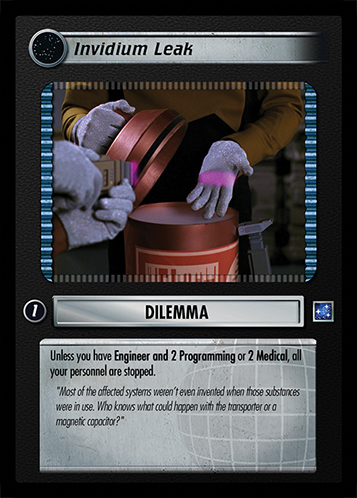 Invidium Leak
1
DILEMMA
Unless you have Engineer and 2 Programming or 2 Medical, all
your personnel are stopped.
"Most of the affected systems weren't even invented when those substances
were in use. Who knows what could happen with the transporter or a
magnetic capacitor?"